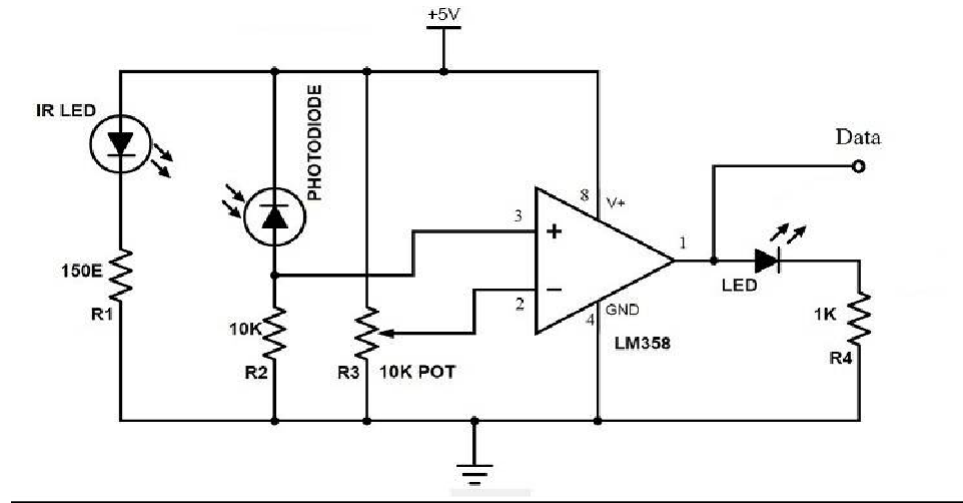 +5V
IR LED
PHOTODIODE
Data
8
V+
3
+
1
150E
R1
−
2
LED
GND
4
10K
1K
LM358
R2
R3
10K POT
R4